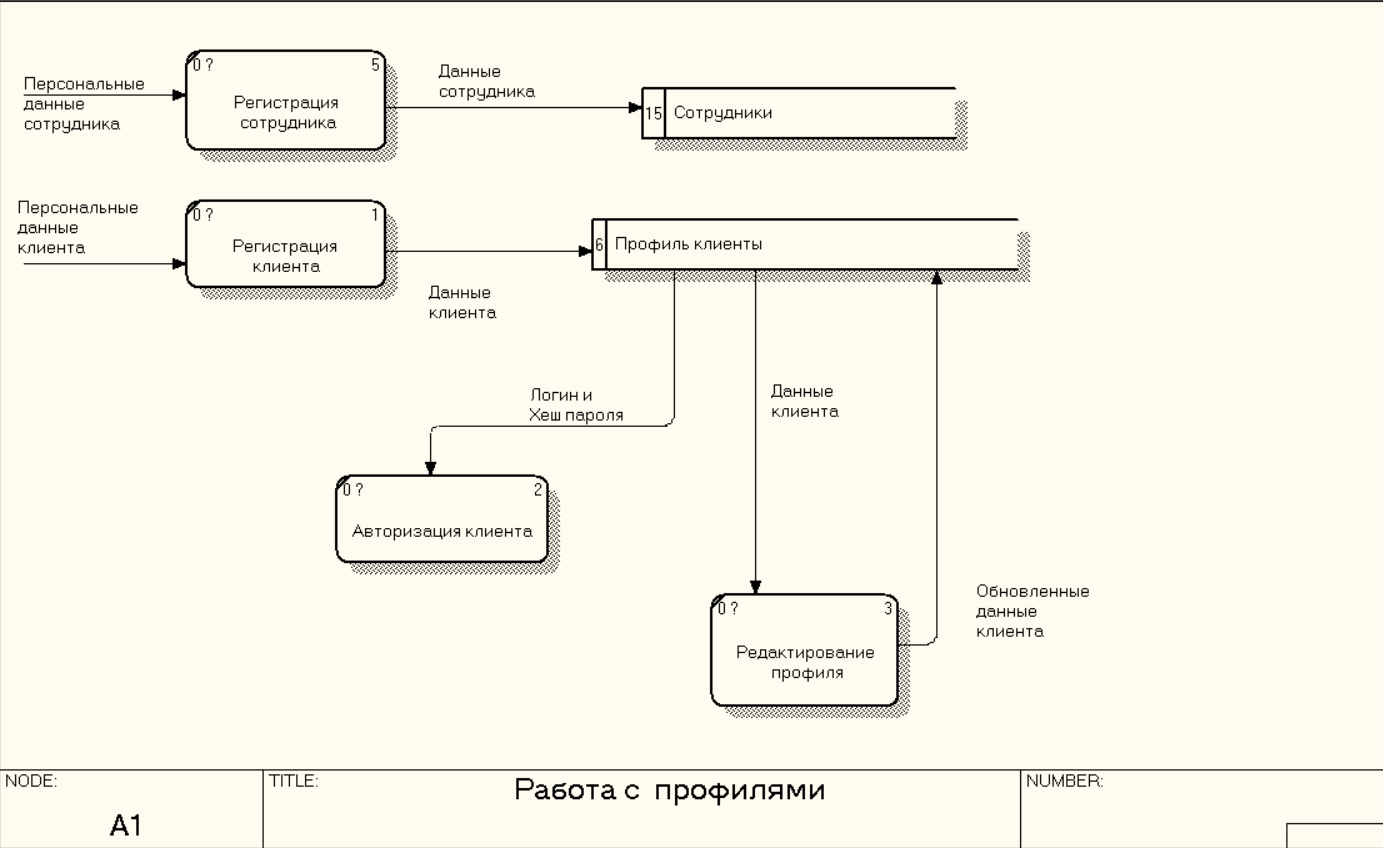 Персональные
данные
сотрудника
0 ?
5
Регистрация
сотрудника
Данные
сотрудника
15
Сотрудники
Персональные
данные
клиента
0 ?
1
Регистрация
клиента
Данные
клиента
6
Профиль клиенты
Логин и
Хеш пароля
Данные
клиента
0 ?
2
Авторизация клиента
0 ?
3
Редактирование
профиля
Обновленные
данные
клиента
NODE:
A1
TITLE:
Работа с профилями
NUMBER: